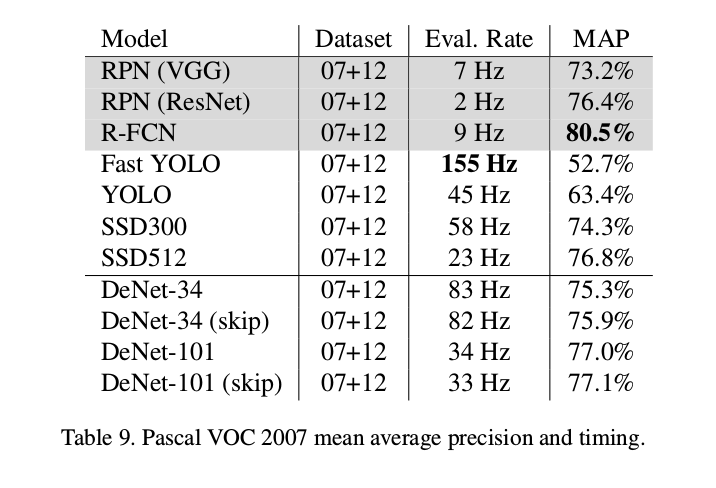 Model Dataset Eval. Rate MAP
RPN (VGG) 07+12 7 Hz 73.2%
RPN (ResNet) 07+12 2 Hz 76.4%
R-FCN 07+12 9 Hz 80.5%
Fast YOLO 07+12 155 Hz 52.7%
YOLO 07+12 45 Hz 63.4%
SSD300 07+12 58 Hz 74.3%
SSD512 07+12 23 Hz 76.8%
DeNet-34 07+12 83 Hz 75.3%
DeNet-34 (skip) 07+12 82 Hz 75.9%
DeNet-101 07+12 34 Hz 77.0%
DeNet-101 (skip) 07+12 33 Hz 77.1%
Table 9. Pascal VOC 2007 mean average precision and timing.